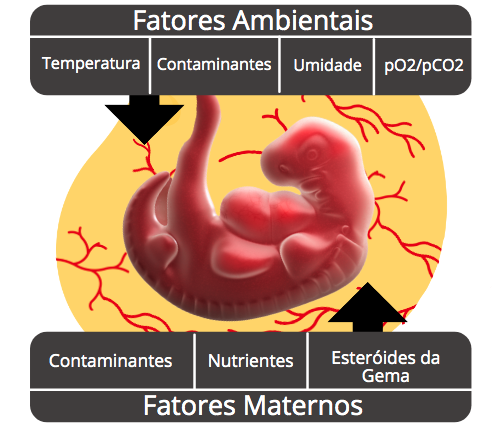 Fatores Ambientais
Temperatura
Contaminantes
Umidade
pO2/pCO2
Contaminantes
Nutrientes
Esteróides da
Gema
Fatores Maternos